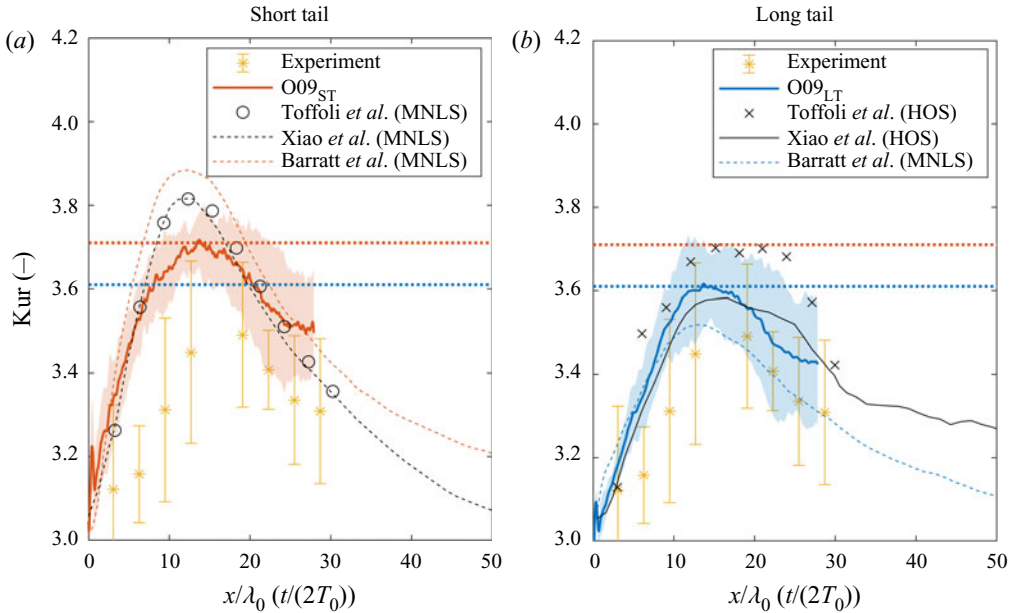 Short tail
(a)
4.2
4.0
3.8
3.6
3.4
3.2
3.0
Kur (–)
Experiment
O09ST
Toffoli et al. (MNLS)
Xiao et al. (MNLS)
Barratt et al. (MNLS)
0 10 20 30 40 50
x/λ0 (t/(2T0))
Long tail
(b)
4.2
4.0
3.8
3.6
3.4
3.2
3.0
Experiment
O09LT
Toffoli et al. (HOS)
Xiao et al. (HOS)
Barratt et al. (MNLS)
0 10 20 30 40 50
x/λ0 (t/(2T0))